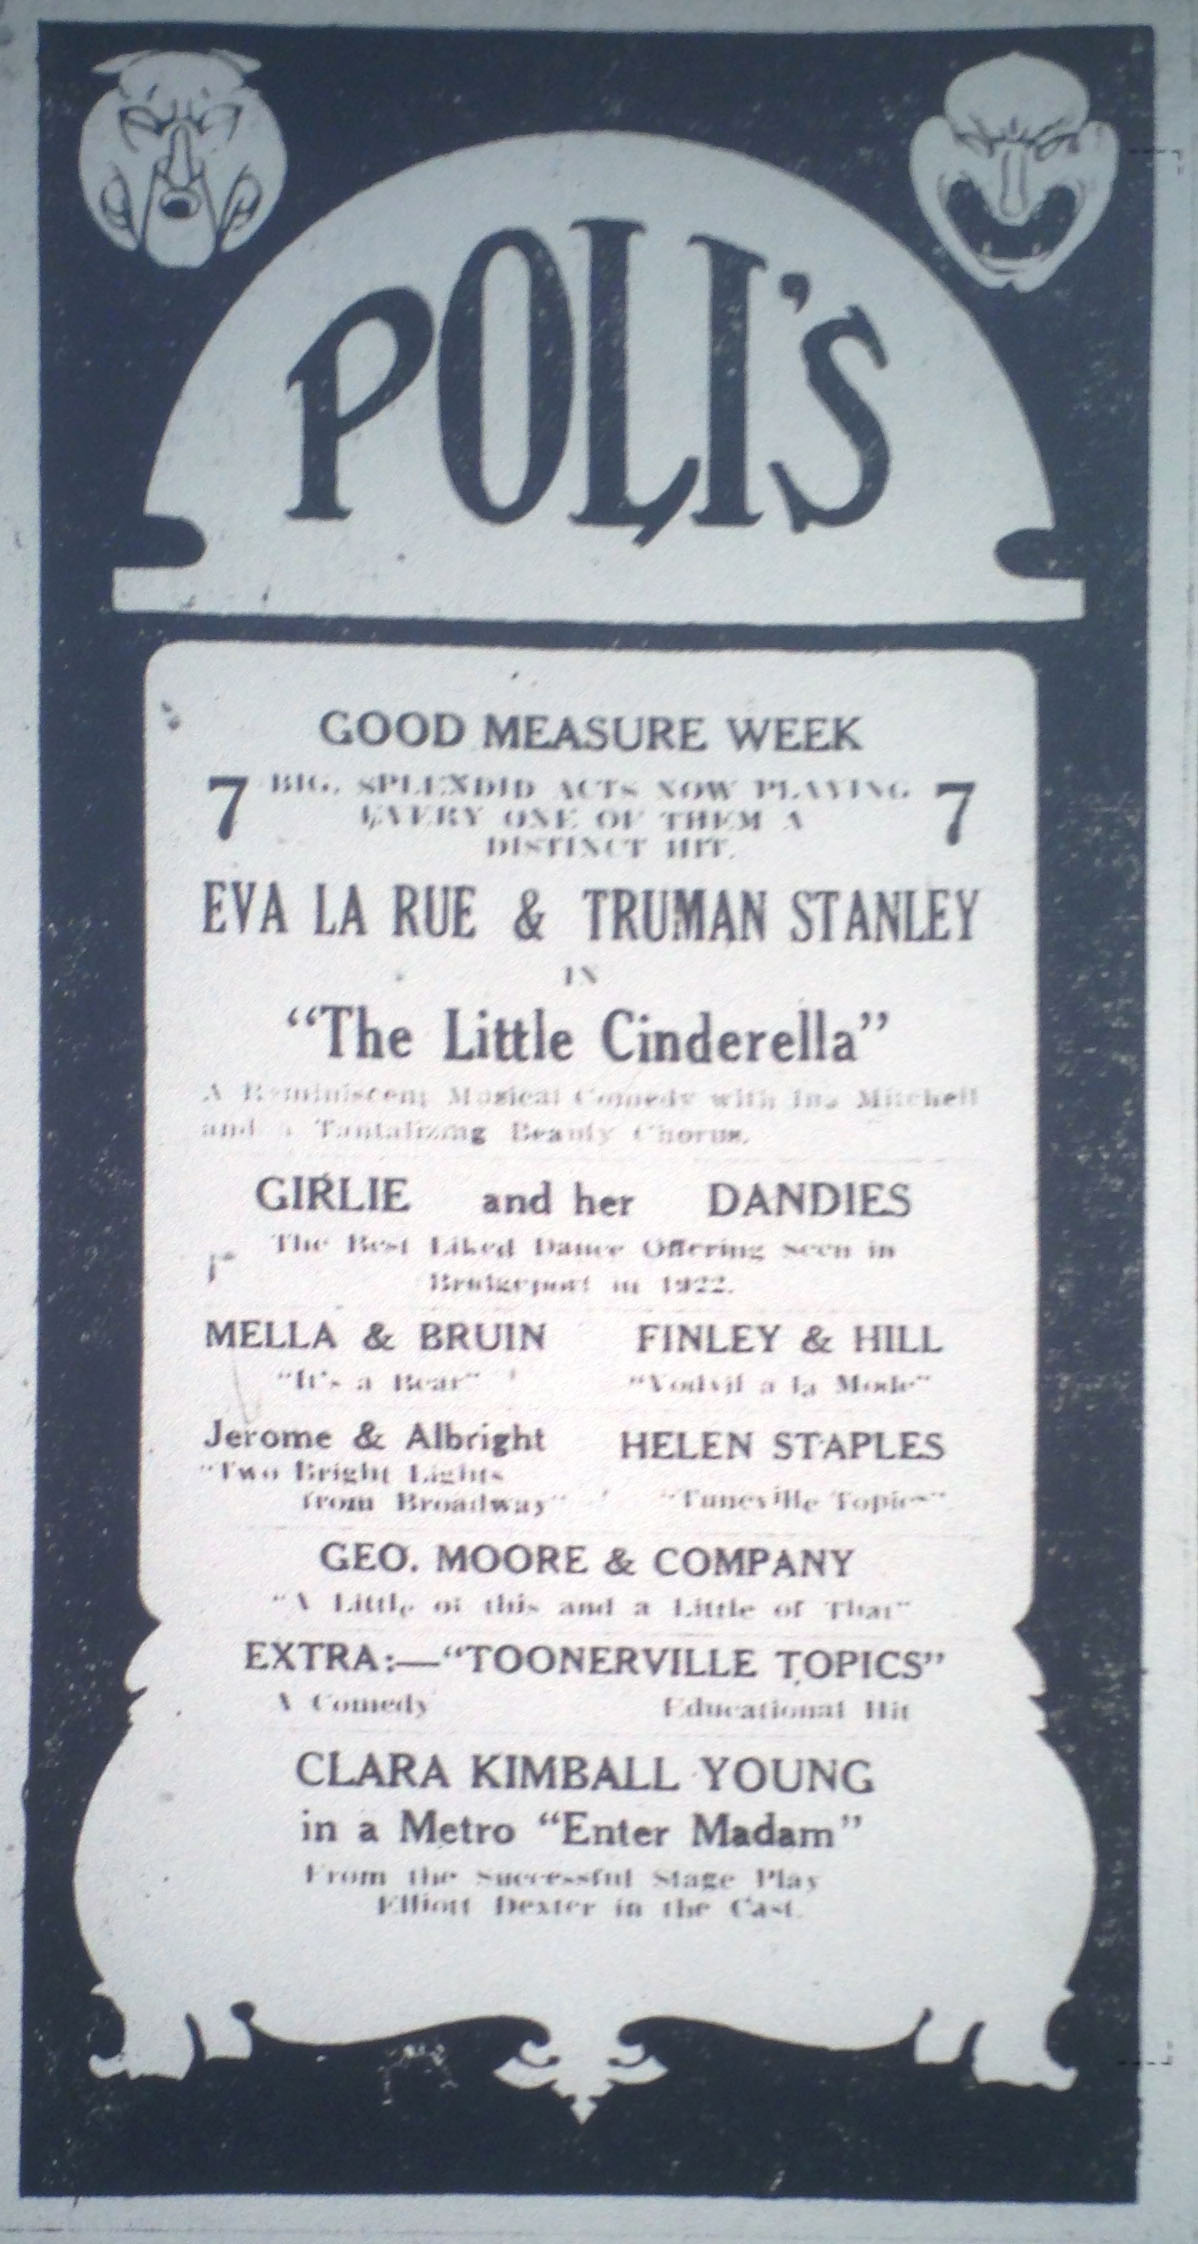 POLI'S
GOOD MEASURE WEEK
7 BIG, SPLENDID ACTS NOW PLAYING 7
EVERY ONE OF THEM A
DISTINCT HIT.
EVA LA RUE & TRUMAN STANLEY
IN
"The Little Cinderella"
A Reminiscent Musical Comedy with Ina Mitchell
and a Tantalizing Beauty Chorus.
GIRLIE and her DANDIES
The Best Liked Dance Offering Seen in
Bridgeport in 1922.
MELLA & BRUIN FINLEY & HILL
"It's a Bear" "Vodvil a la Mode"
Jerome & Albright HELEN STAPLES
"Two Bright Lights
from Broadway" "Tunesville Topics"
GEO. MOORE & COMPANY
"A Little of this and a Little of That"
EXTRA:—"TOONERVILLE TOPICS"
A Comedy Educational Hit
CLARA KIMBALL YOUNG
in a Metro "Enter Madam"
From the Successful Stage Play
Elliott Dexter in the Cast.